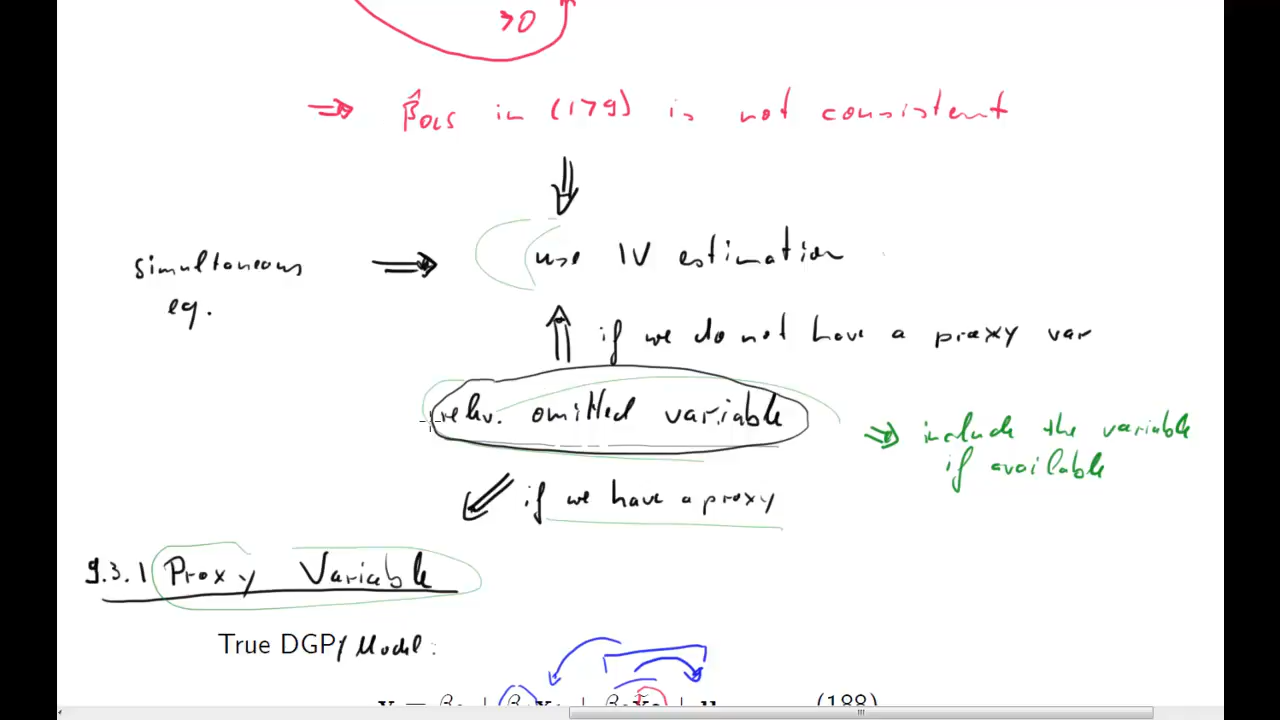 >0
⇒ β̂OLS in (179) is not consistent
⇓
simultaneous ⇒ use IV estimation
eq.
⇑ if we do not have a proxy var
relev. omitted variable
⇒ include the variable
if available
⇙ if we have a proxy
9.3.1 Proxy Variable
True DGP/Model:
(188)